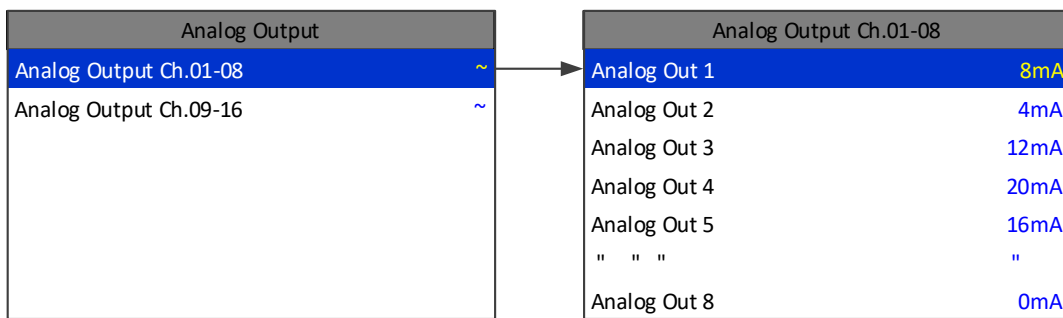 Analog Output
Analog Output Ch.01-08 ~
Analog Output Ch.09-16 ~
Analog Output Ch.01-08
Analog Out 1 8mA
Analog Out 2 4mA
Analog Out 3 12mA
Analog Out 4 20mA
Analog Out 5 16mA
" " " "
Analog Out 8 0mA